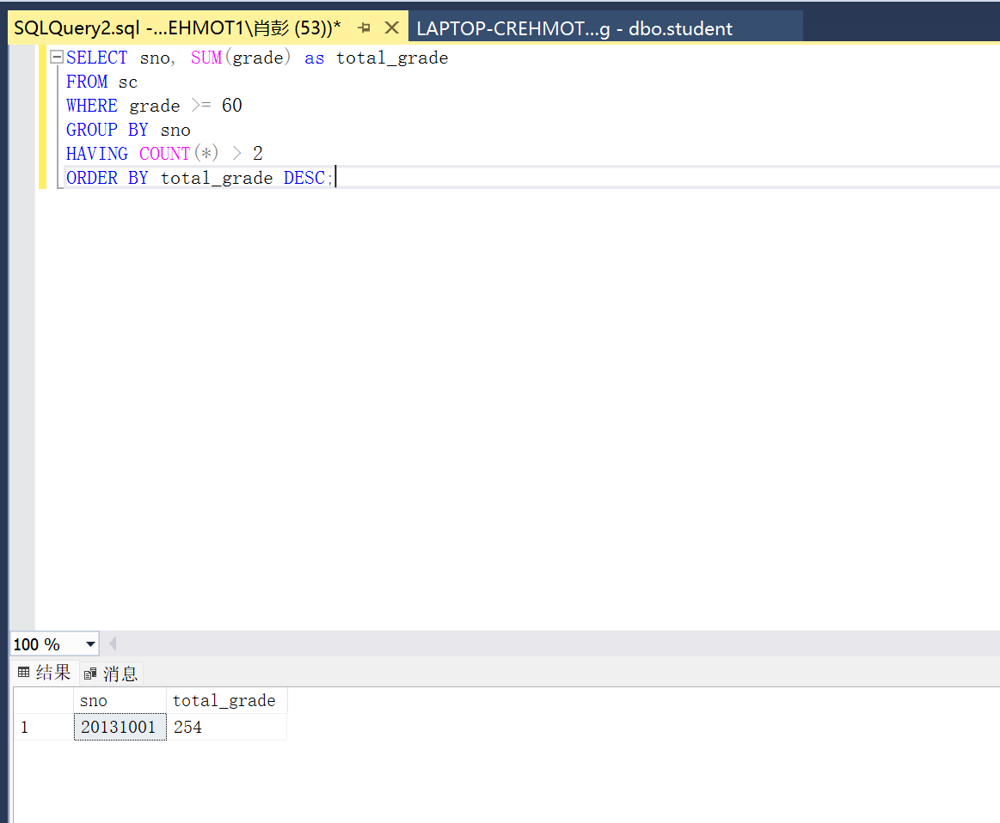 SQLQuery2.sql -...EHMOT1\肖彭 (53))*
LAPTOP-CREHMOT...g - dbo.student
SELECT sno, SUM(grade) as total_grade
FROM sc
WHERE grade >= 60
GROUP BY sno
HAVING COUNT(*) > 2
ORDER BY total_grade DESC;
100 %
结果 消息
sno total_grade
1 20131001 254